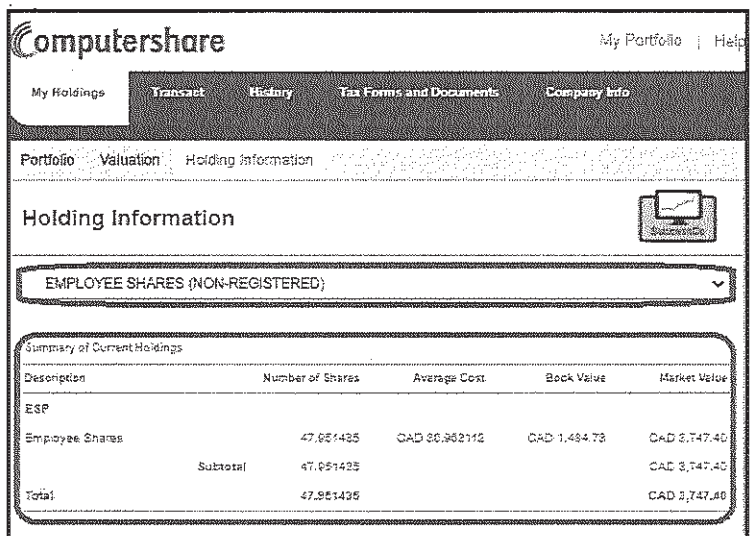 Computershare
My Portfolio | Help
My Holdings Transact History Tax Forms and Documents Company Info
Portfolio Valuation Holding Information
Holding Information
SuccessCo
EMPLOYEE SHARES (NON-REGISTERED)
Summary of Current Holdings
Description Number of Shares Average Cost Book Value Market Value
ESP
Employee Shares 47.951435 CAD 30.963112 CAD 1,484.73 CAD 3,747.40
Subtotal 47.951435 CAD 3,747.40
Total 47.951435 CAD 3,747.40